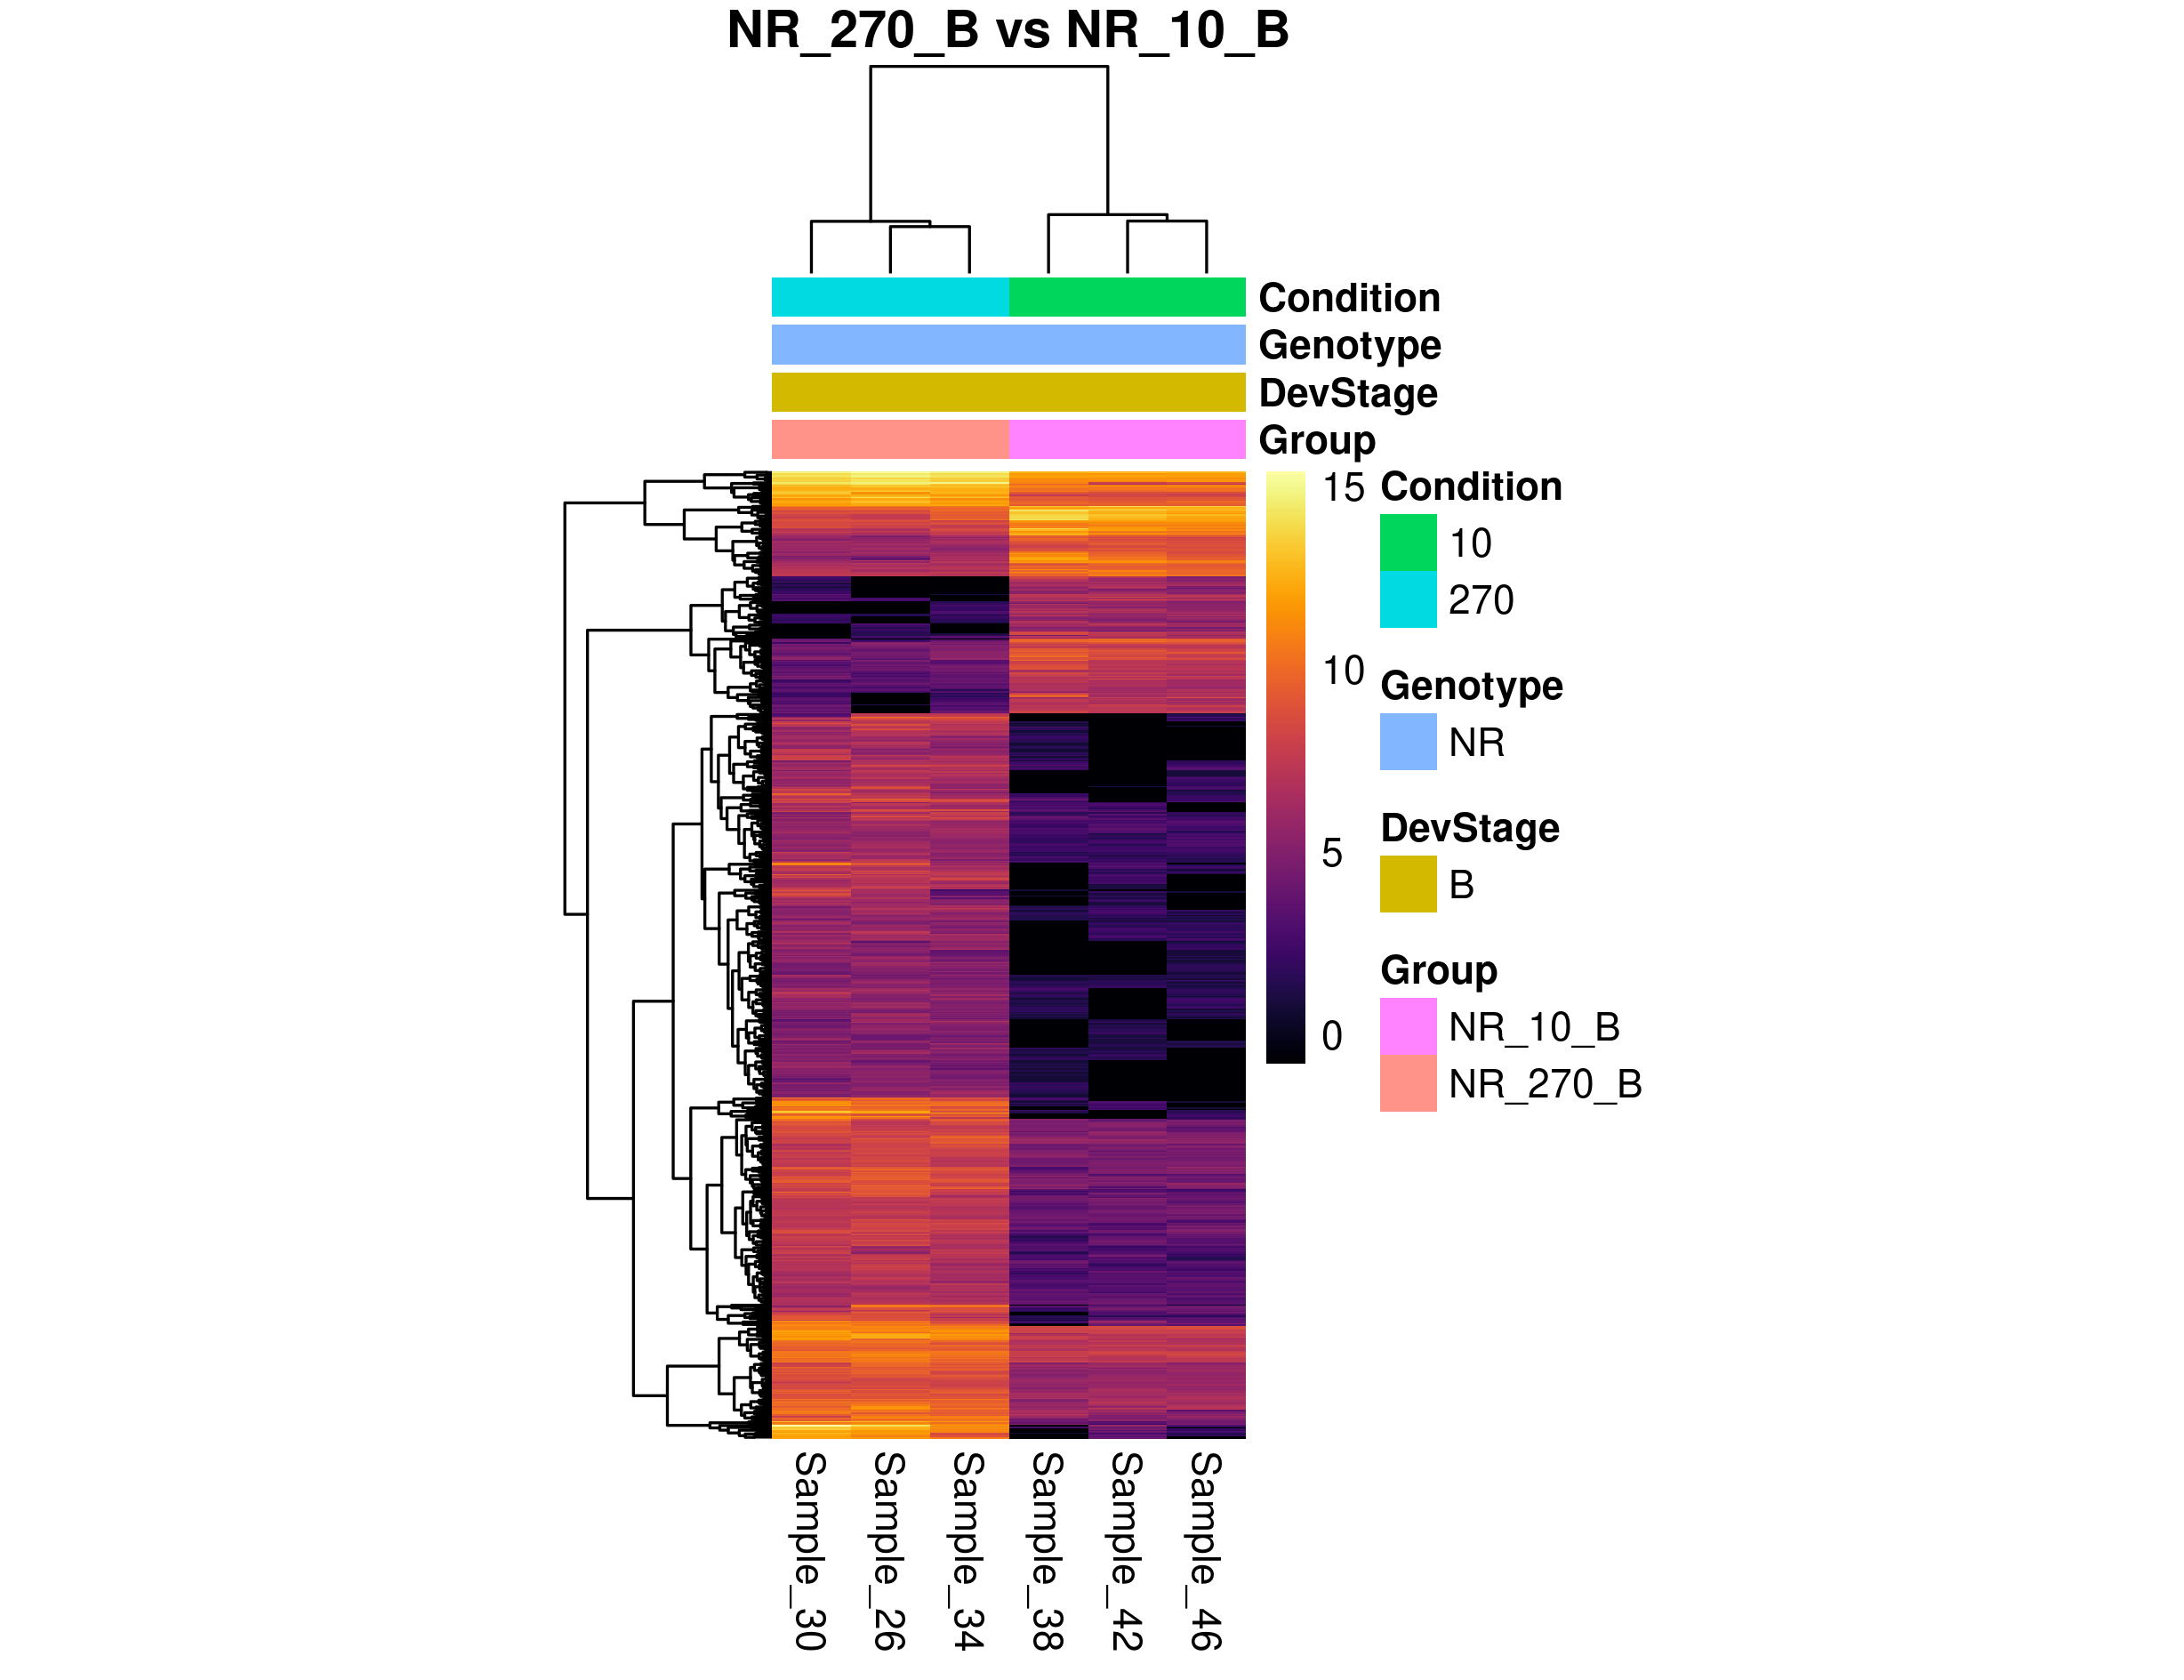 NR_270_B vs NR_10_B
Condition
Genotype
DevStage
Group
15
10
5
0
Condition
10
270
Genotype
NR
DevStage
B
Group
NR_10_B
NR_270_B
Sample_30
Sample_26
Sample_34
Sample_38
Sample_42
Sample_46